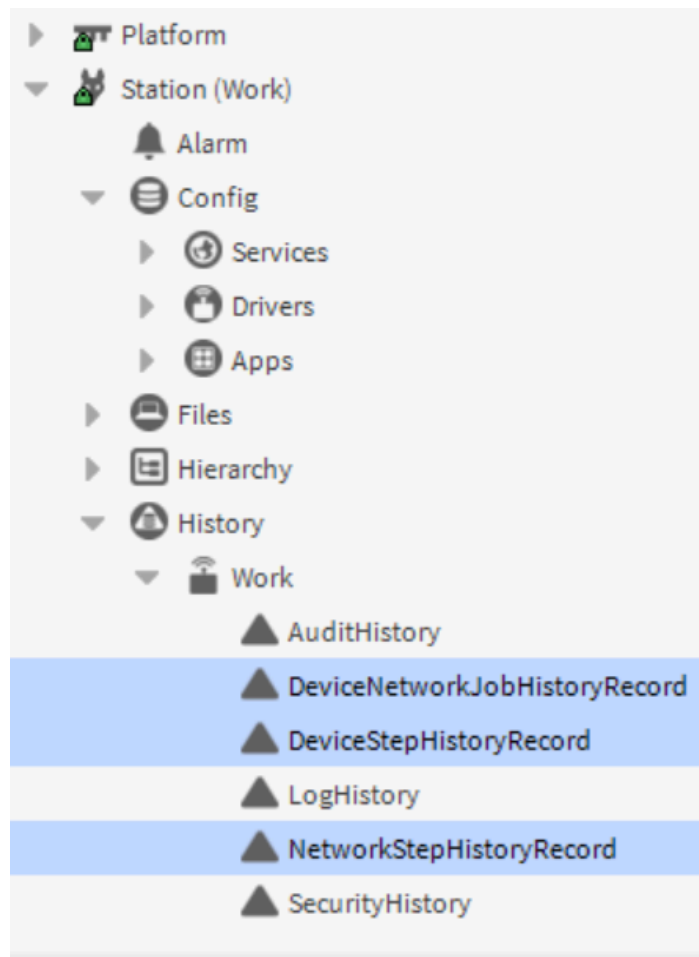 Platform
Station (Work)
Alarm
Config
Services
Drivers
Apps
Files
Hierarchy
History
Work
AuditHistory
DeviceNetworkJobHistoryRecord
DeviceStepHistoryRecord
LogHistory
NetworkStepHistoryRecord
SecurityHistory